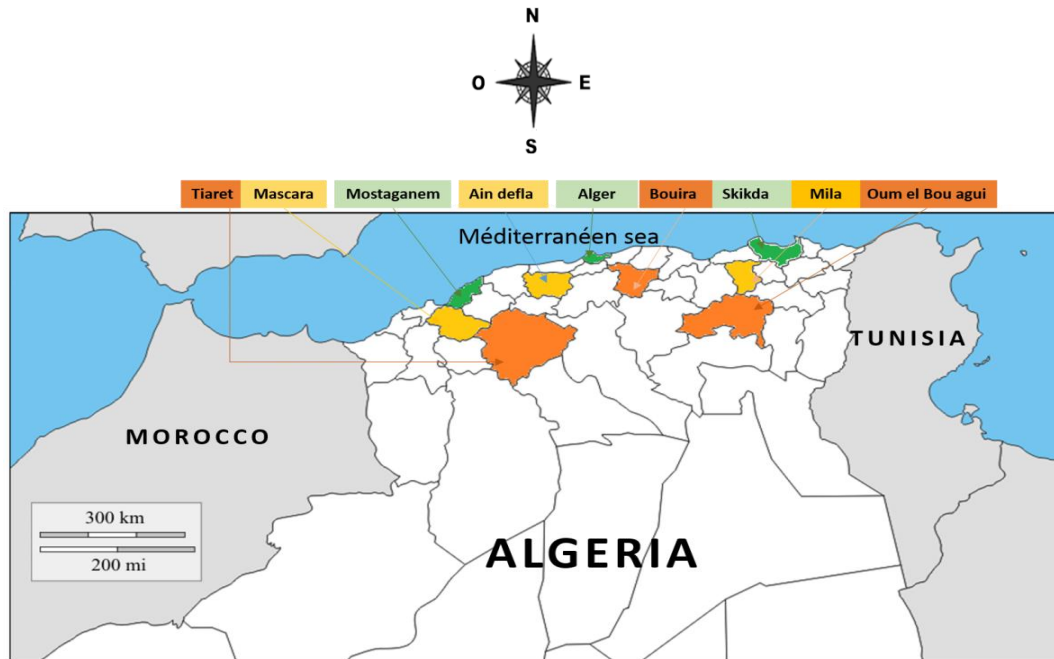 N
O E
S
Tiaret Mascara Mostaganem Ain defla Alger Bouira Skikda Mila Oum el Bou agui
Méditerranéen sea
TUNISIA
MOROCCO
300 km
200 mi
ALGERIA